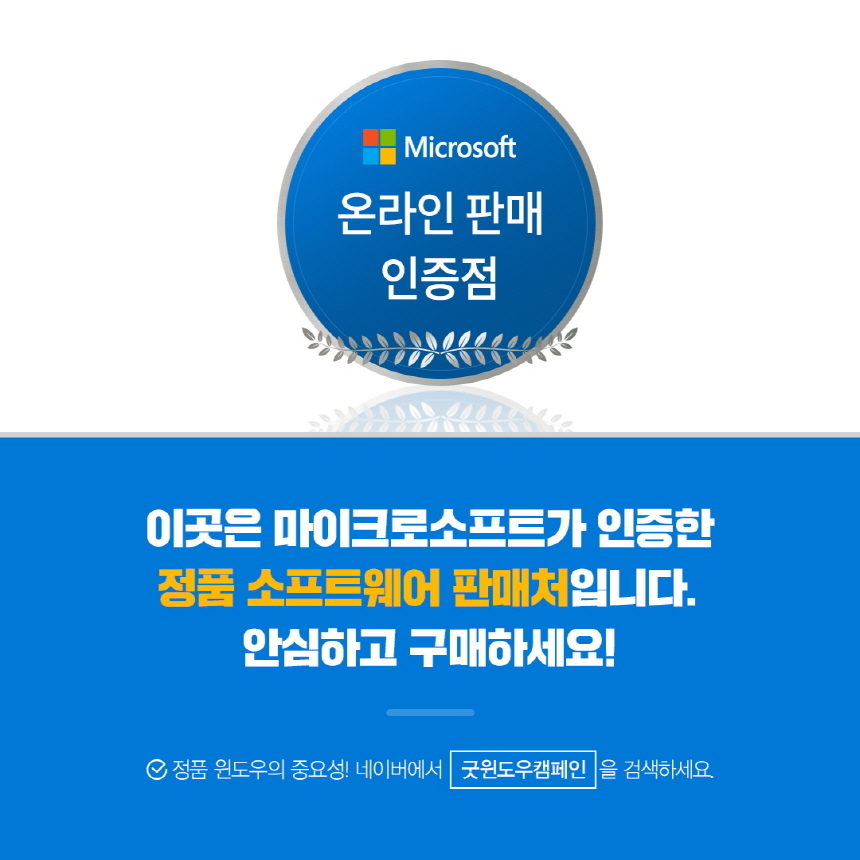 Microsoft
온라인 판매
인증점
이곳은 마이크로소프트가 인증한
정품 소프트웨어 판매처입니다.
안심하고 구매하세요!
정품 윈도우의 중요성! 네이버에서 굿윈도우캠페인 을 검색하세요.